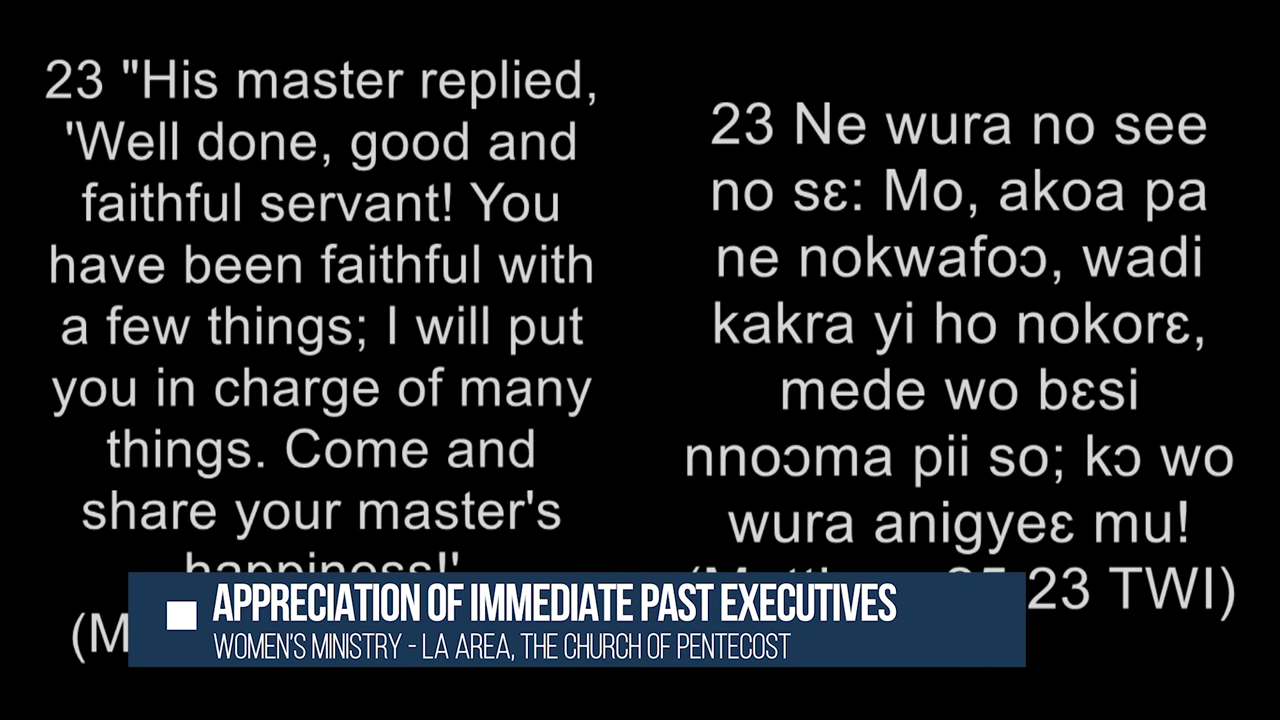 23 "His master replied,
'Well done, good and
faithful servant! You
have been faithful with
a few things; I will put
you in charge of many
things. Come and
share your master's
happiness!'
(M
23 Ne wura no see
no sɛ: Mo, akoa pa
ne nokwafoɔ, wadi
kakra yi ho nokorɛ,
mede wo bɛsi
nnoɔma pii so; kɔ wo
wura anigyeɛ mu!
23 TWI)
APPRECIATION OF IMMEDIATE PAST EXECUTIVES
WOMEN'S MINISTRY - LA AREA, THE CHURCH OF PENTECOST